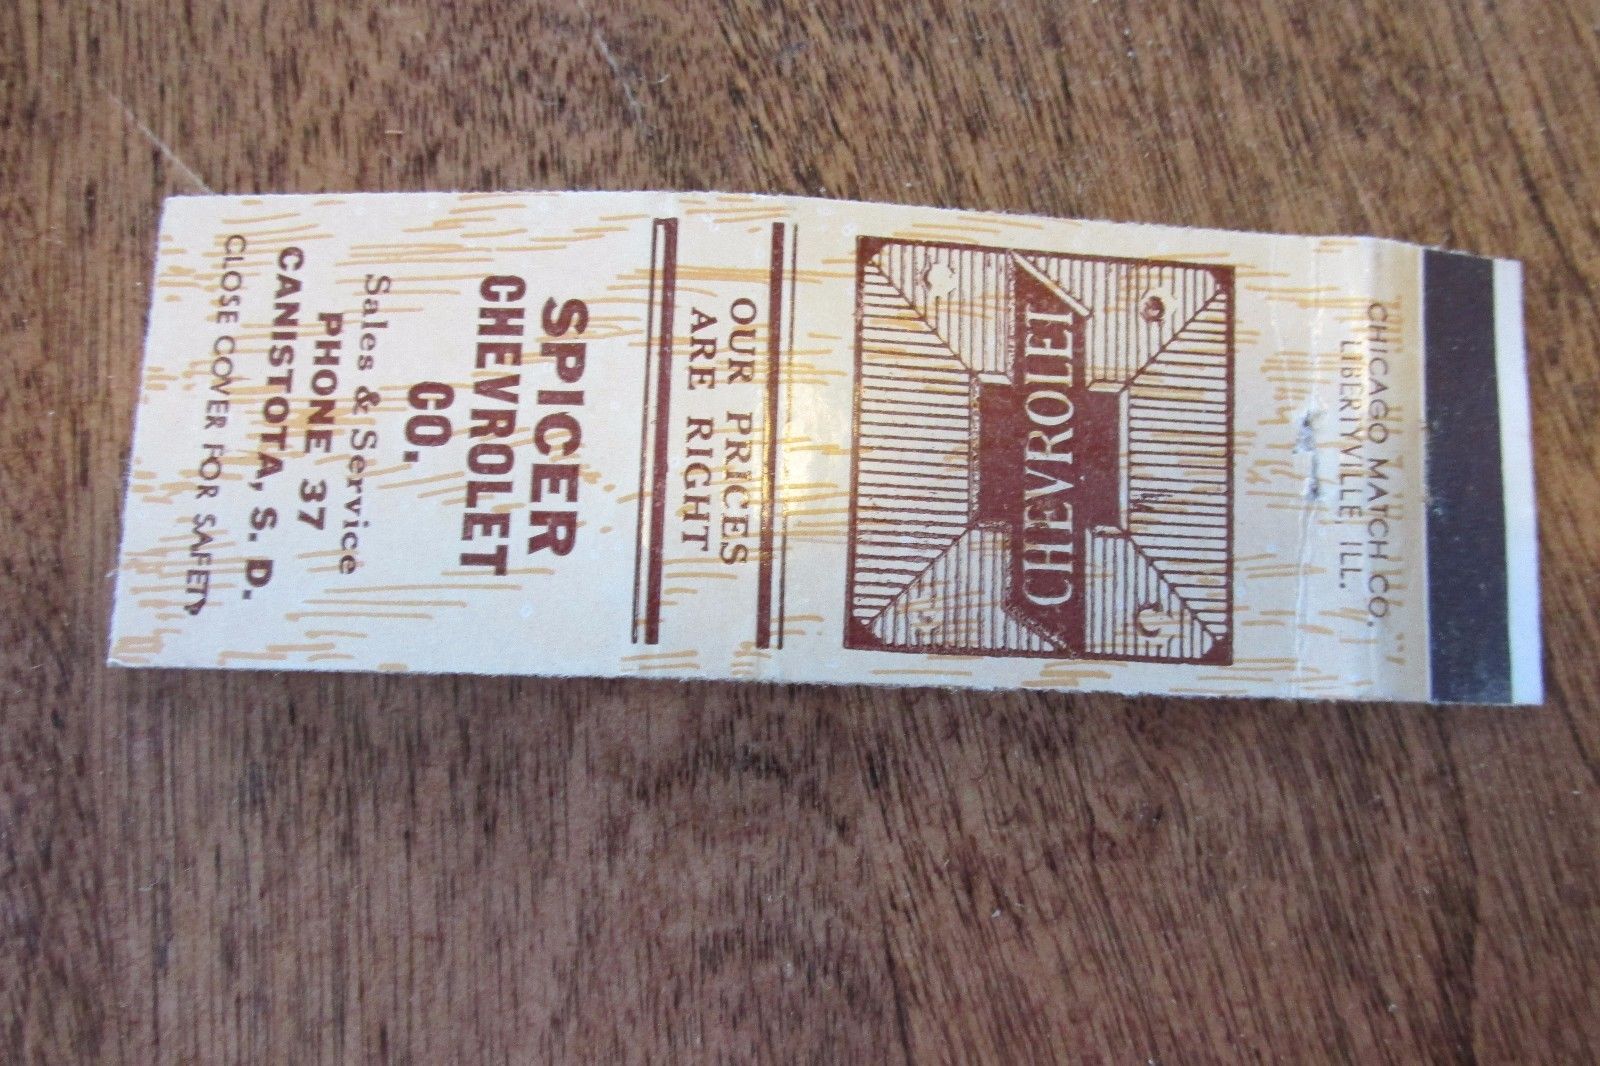 CHICAGO MATCH CO.
LIBERTYVILLE, ILL.
CHEVROLET
OUR PRICES
ARE RIGHT
SPICER
CHEVROLET
CO.
Sales & Service
PHONE 37
CANISTOTA, S. D.
CLOSE COVER FOR SAFETY